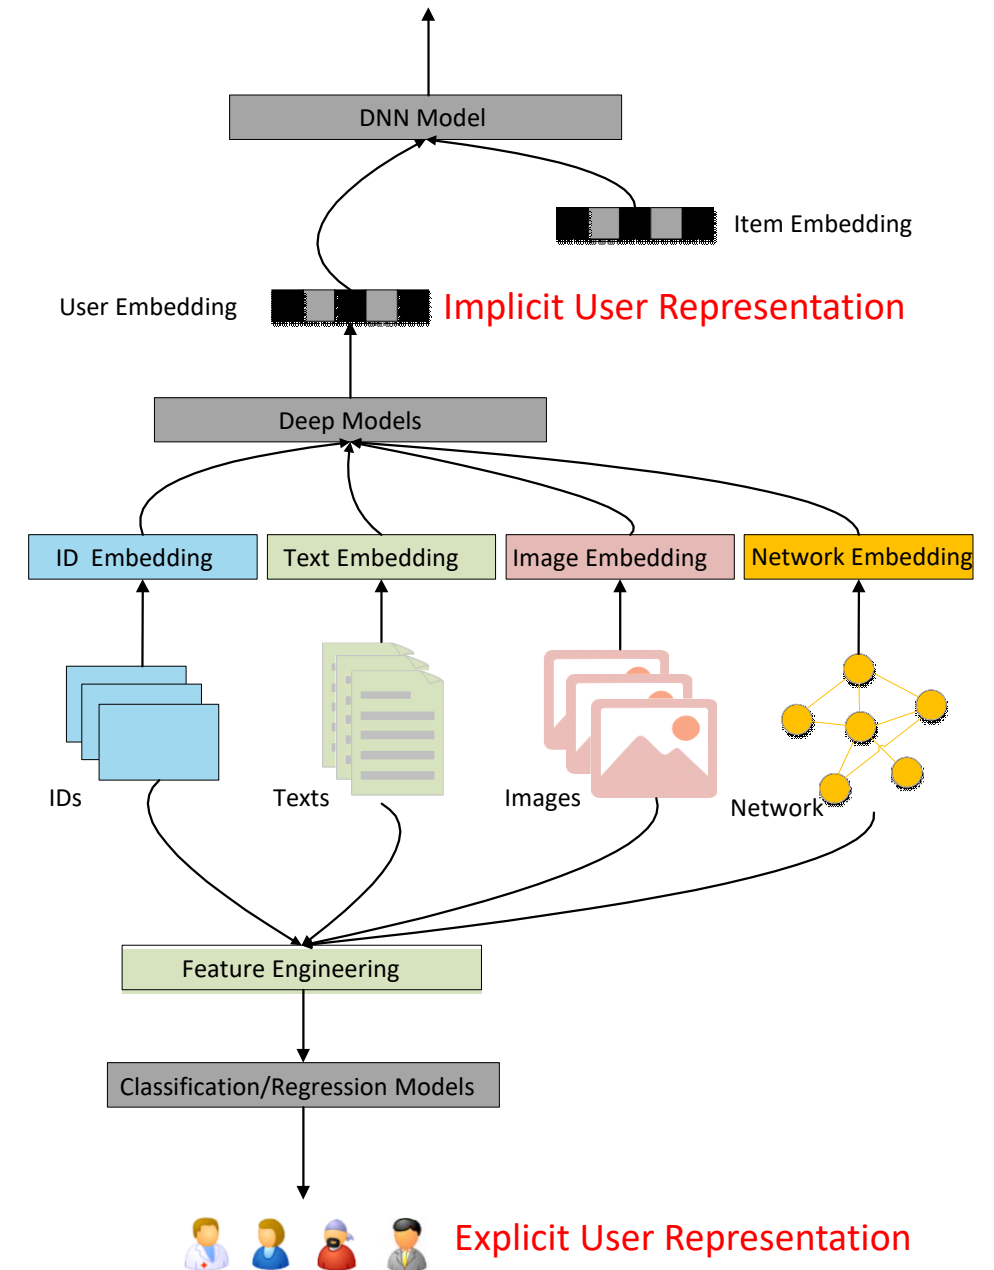 DNN Model
Item Embedding
User Embedding
Implicit User Representation
Deep Models
ID Embedding
Text Embedding
Image Embedding
Network Embedding
IDs
Texts
Images
Network
Feature Engineering
Classification/Regression Models
Explicit User Representation